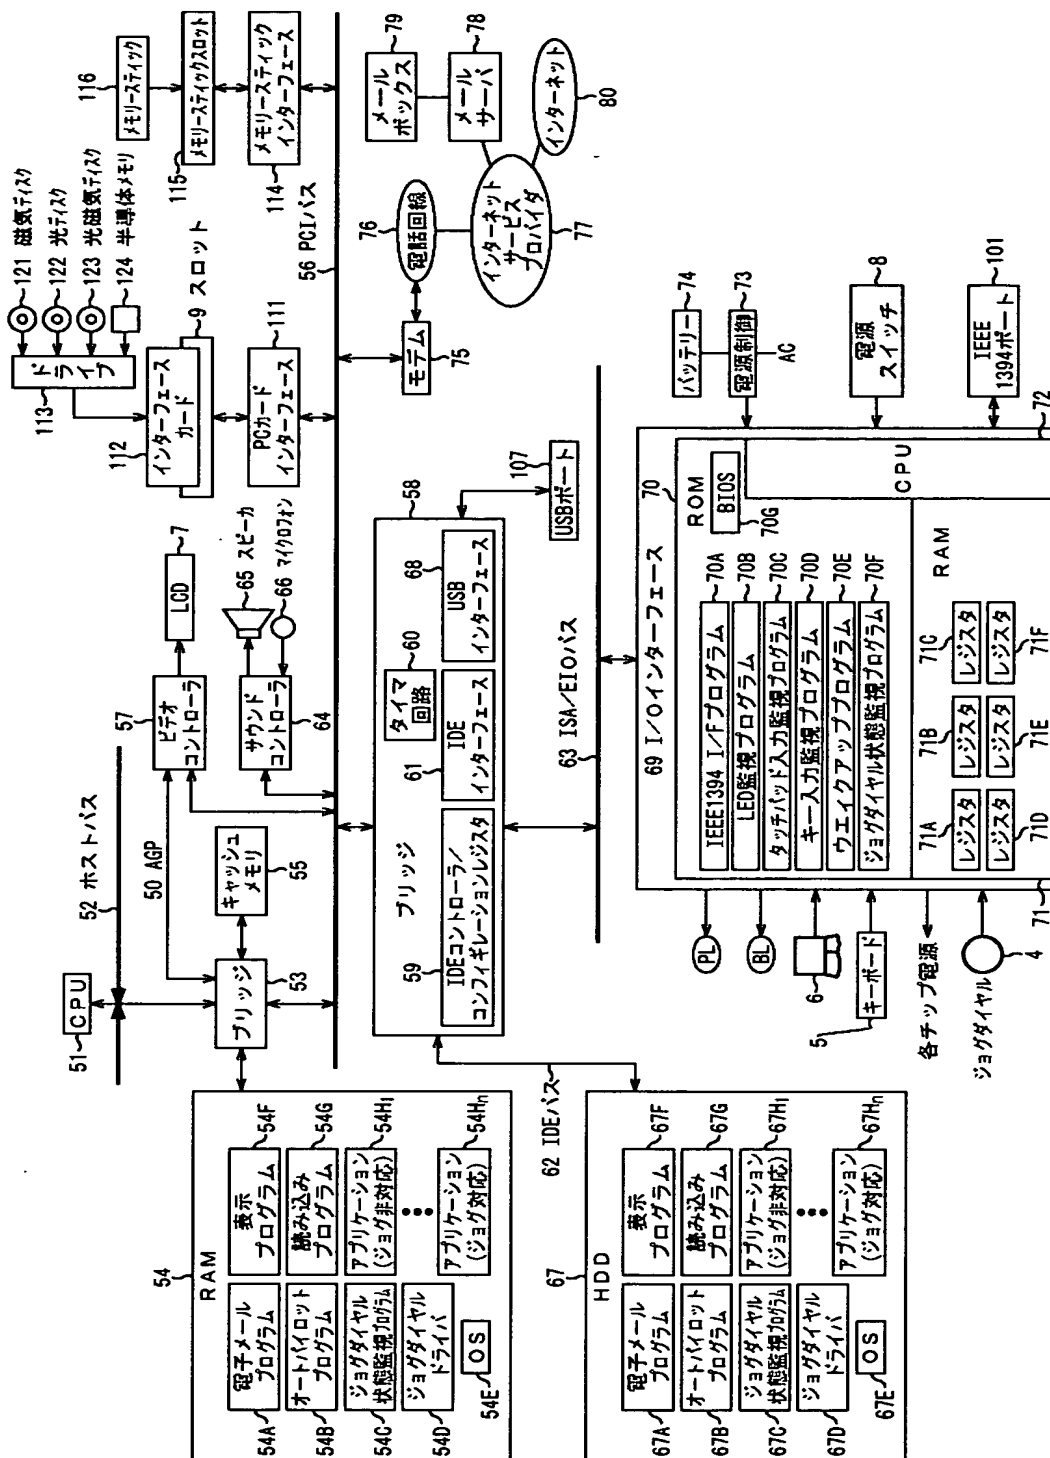 51
CPU
52 ホストバス
50 AGP
ブリッジ
53
キャッシュ
メモリ
55
57
ビデオ
コントローラ
LCD
7
サウンド
コントローラ
64
65 スピーカ
66 マイクロフォン
56 PCIバス
54
RAM
電子メール
プログラム
54A
オートパイロット
プログラム
54B
ジョグダイヤル
状態監視プログラム
54C
ジョグダイヤル
ドライバ
54D
OS
54E
表示
プログラム
54F
読み込み
プログラム
54G
アプリケーション
(ジョグ非対応)
54H1
アプリケーション
(ジョグ対応)
54Hn
67
HDD
電子メール
プログラム
67A
オートパイロット
プログラム
67B
ジョグダイヤル
状態監視プログラム
67C
ジョグダイヤル
ドライバ
67D
OS
67E
表示
プログラム
67F
読み込み
プログラム
67G
アプリケーション
(ジョグ非対応)
67H1
アプリケーション
(ジョグ対応)
67Hn
62 IDEバス
58
ブリッジ
59
IDEコントローラ/
コンフィギレーションレジスタ
タイマ
回路
60
61
IDE
インターフェース
68
USB
インターフェース
USBポート
107
63 ISA/EIOバス
121 磁気ディスク
122 光ディスク
123 光磁気ディスク
124 半導体メモリ
ドライブ
113
インターフェース
カード
112
9 スロット
PCカード
インターフェース
111
メモリースティック
116
メモリースティックスロット
115
メモリースティック
インターフェース
114
モデム
75
電話回線
76
インターネット
サービス
プロバイダ
77
メール
サーバ
78
メール
ボックス
79
インターネット
80
69 I/Oインターフェース
70
ROM
IEEE1394 I/Fプログラム
70A
LED監視プログラム
70B
タッチパッド入力監視プログラム
70C
キー入力監視プログラム
70D
ウエイクアッププログラム
70E
ジョグダイヤル状態監視プログラム
70F
BIOS
70G
CPU
72
RAM
71
71A
レジスタ
71B
レジスタ
71C
レジスタ
レジスタ
71D
レジスタ
71E
レジスタ
71F
PL
BL
6
キーボード
5
各チップ電源
ジョグダイヤル
4
バッテリー
74
電源制御
73
AC
電源
スイッチ
8
IEEE
1394ポート
101